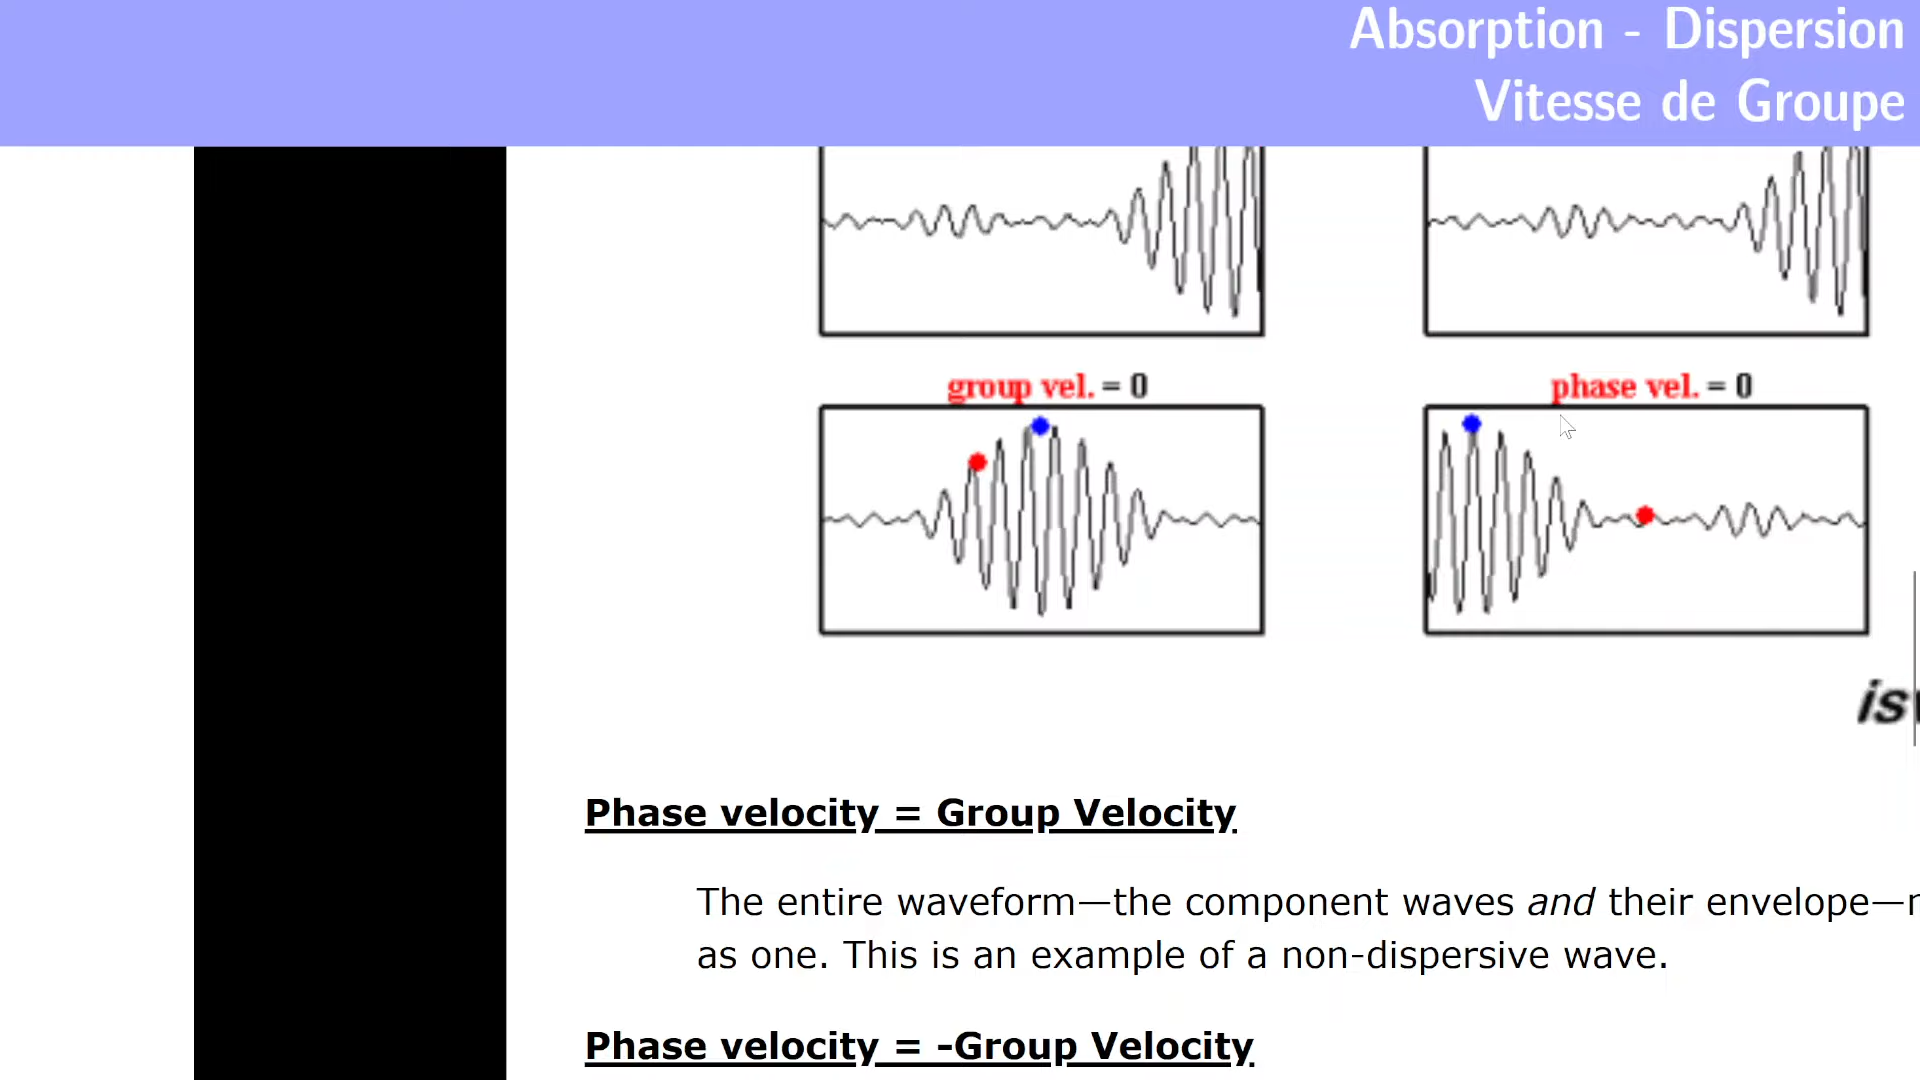 Absorption - Dispersion
Vitesse de Groupe
group vel. = 0
phase vel. = 0
Phase velocity = Group Velocity
The entire waveform—the component waves and their envelope—
as one. This is an example of a non-dispersive wave.
Phase velocity = -Group Velocity